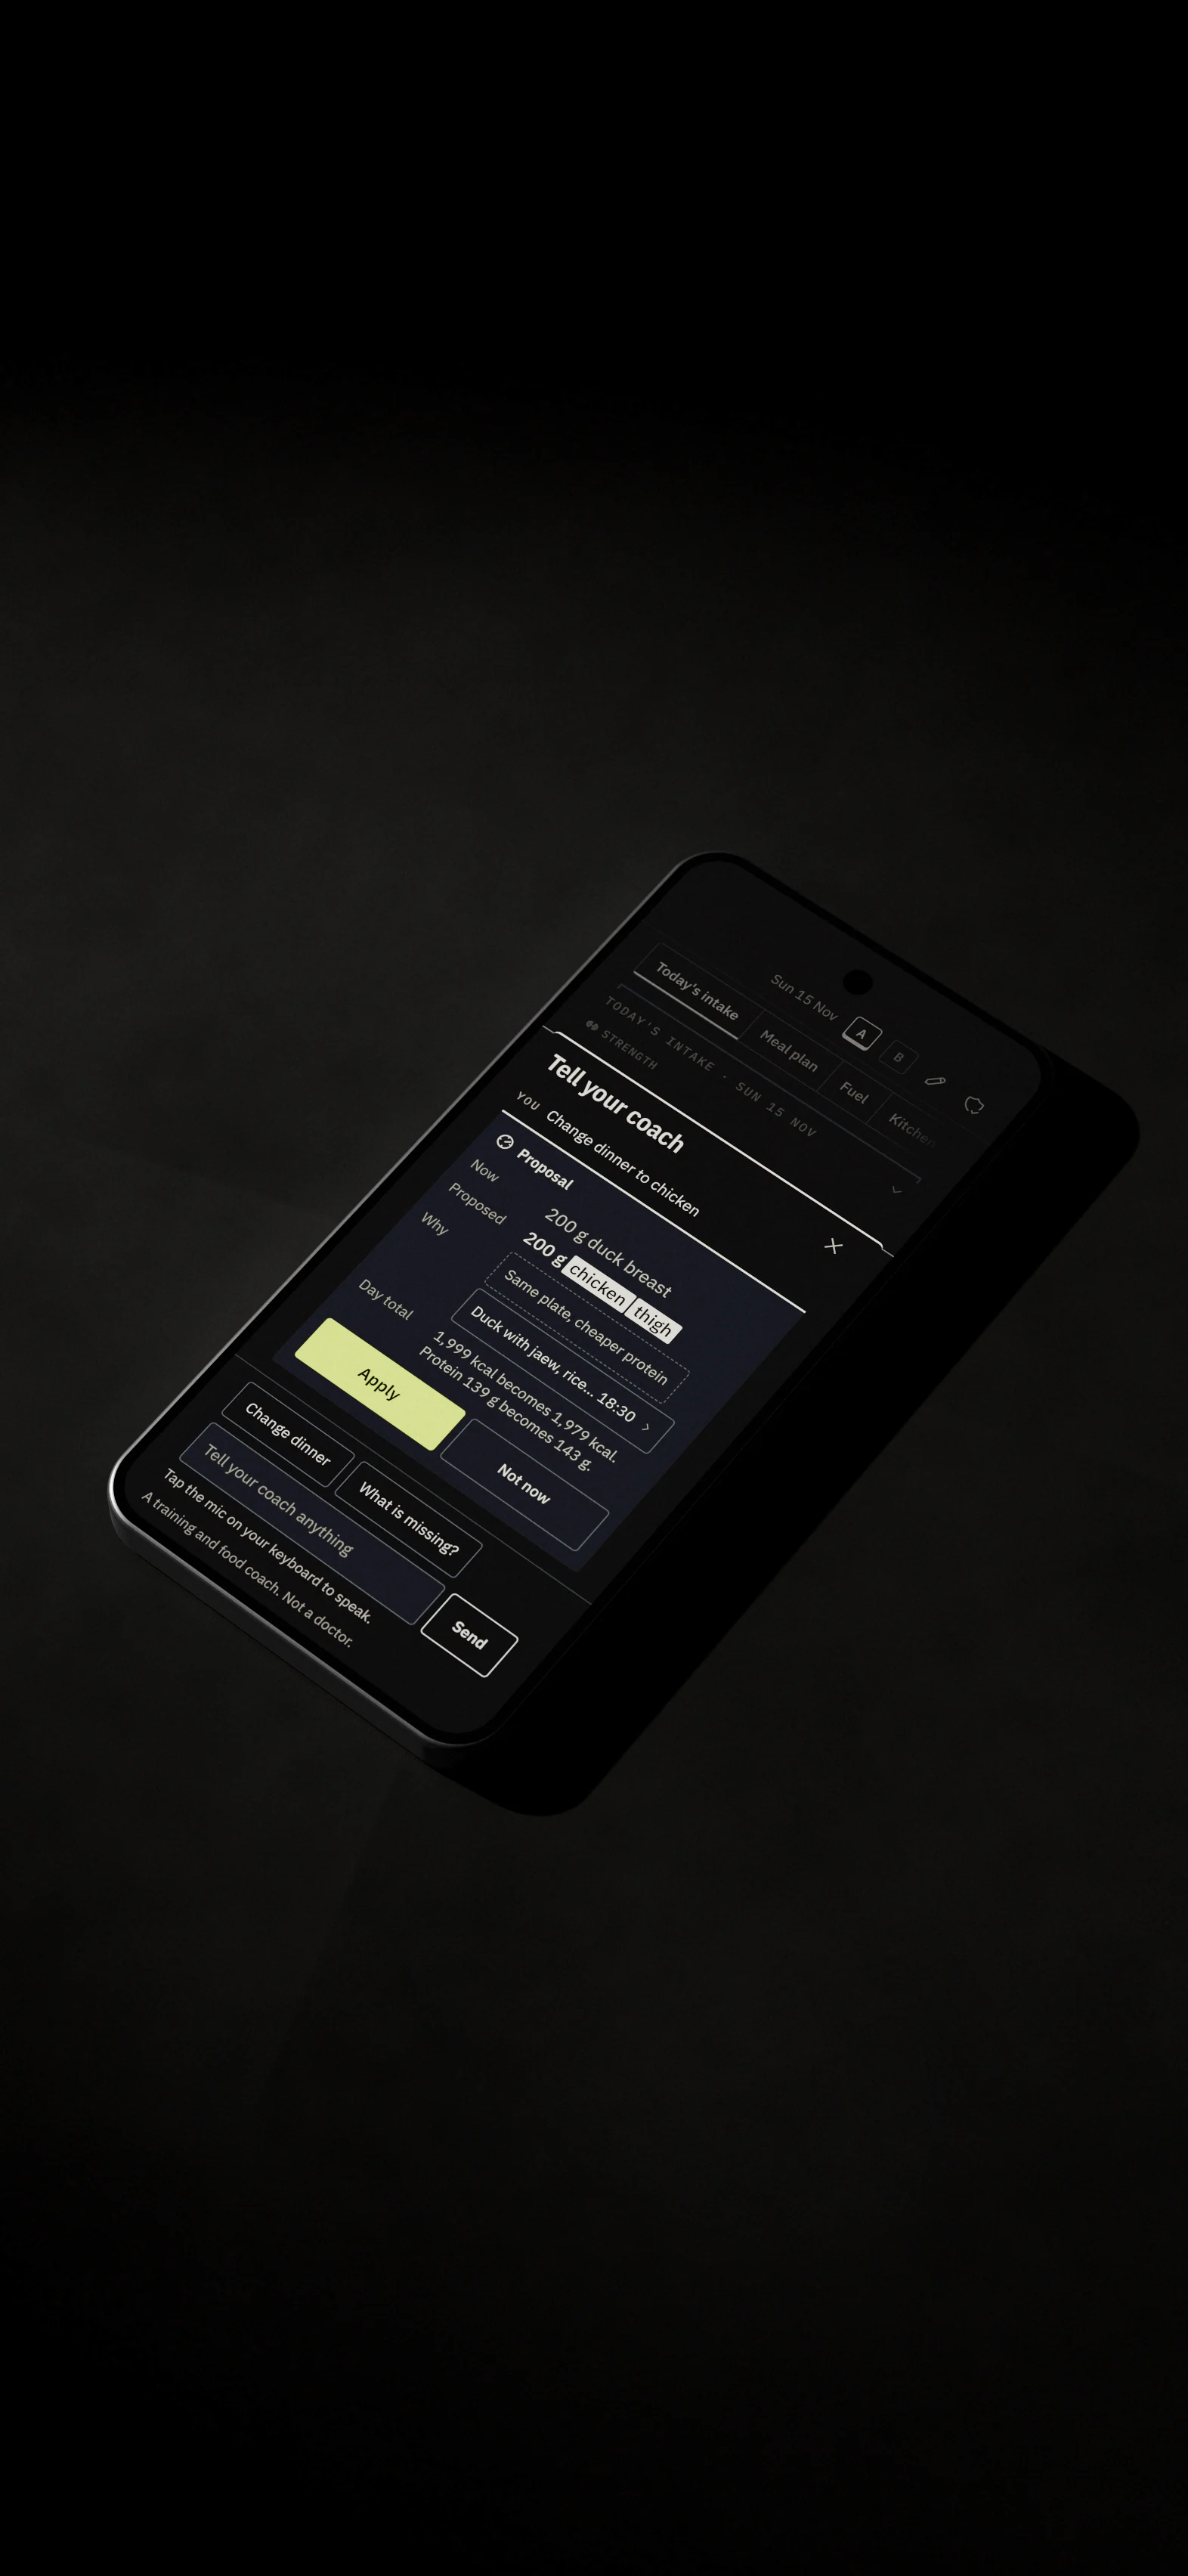 Sun 15 Nov
A
B
Today's intake
Meal plan
Fuel
Kitchen
TODAY'S INTAKE · SUN 15 NOV
STRENGTH
Tell your coach
YOU Change dinner to chicken
Proposal
Now 200 g duck breast
Proposed 200 g chicken thigh
Why Same plate, cheaper protein
Duck with jaew, rice... 18:30
Day total 1,999 kcal becomes 1,979 kcal.
Protein 139 g becomes 143 g.
Apply
Not now
Change dinner
What is missing?
Tell your coach anything
Send
Tap the mic on your keyboard to speak.
A training and food coach. Not a doctor.